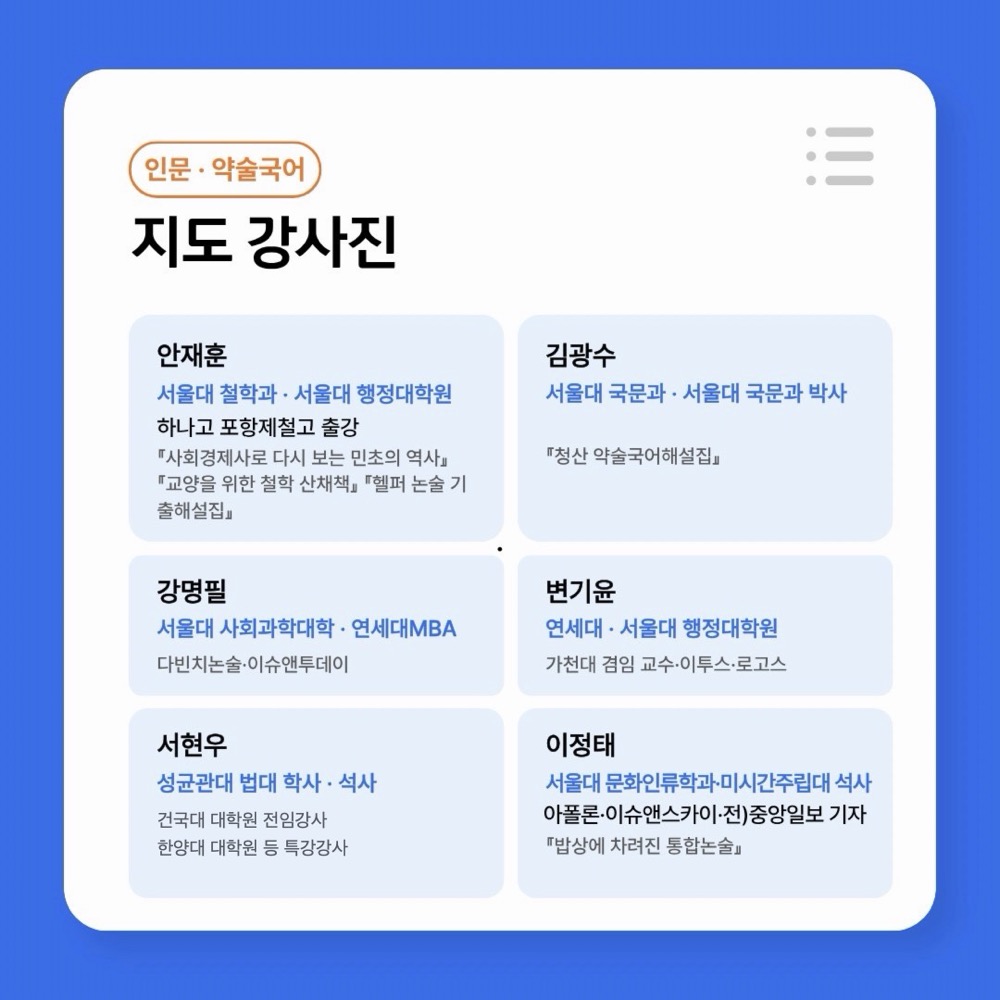 인문 · 약술국어
지도 강사진
안재훈
서울대 철학과 · 서울대 행정대학원
하나고 포항제철고 출강
『사회경제사로 다시 보는 민초의 역사』
『교양을 위한 철학 산채책』 『헬퍼 논술 기
출해설집』
김광수
서울대 국문과 · 서울대 국문과 박사
『청산 약술국어해설집』
강명필
서울대 사회과학대학 · 연세대MBA
다빈치논술·이슈앤투데이
변기윤
연세대 · 서울대 행정대학원
가천대 겸임 교수·이투스·로고스
서현우
성균관대 법대 학사 · 석사
건국대 대학원 전임강사
한양대 대학원 등 특강강사
이정태
서울대 문화인류학과·미시간주립대 석사
아폴론·이슈앤스카이·전)중앙일보 기자
『밥상에 차려진 통합논술』